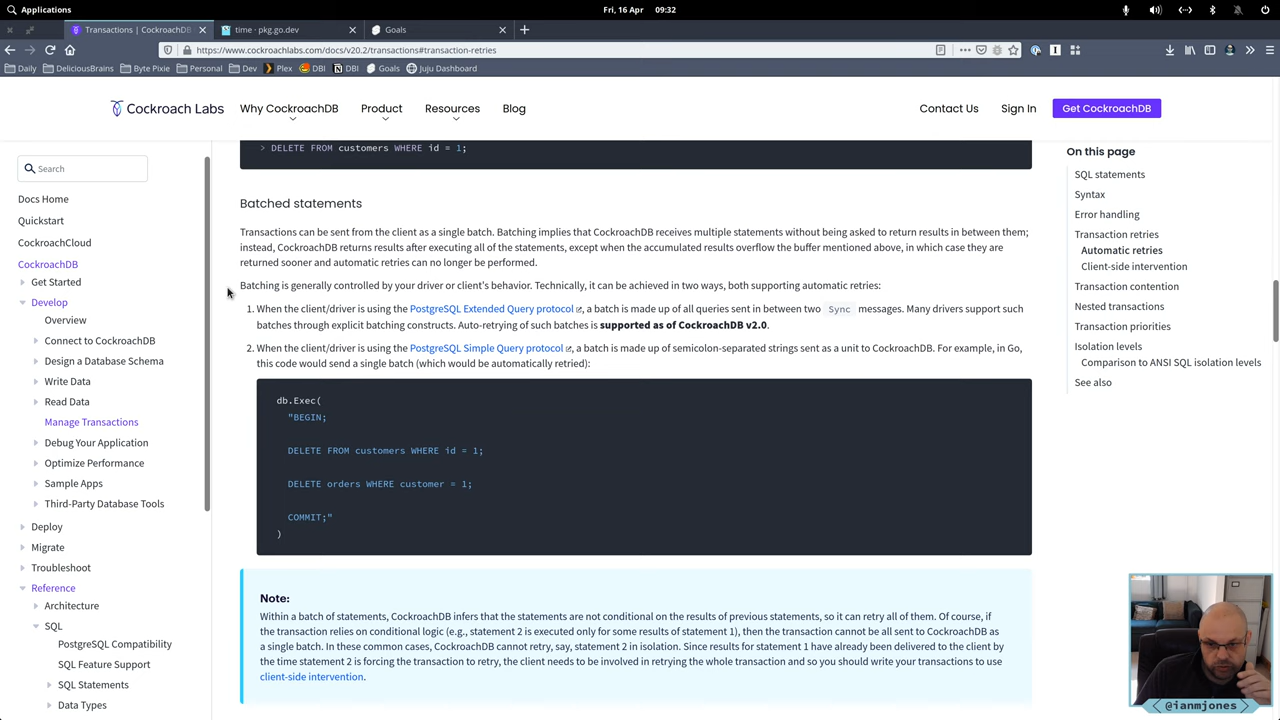 Applications
Fri, 16 Apr
09:32
Transactions | CockroachDB
time · pkg.go.dev
Goals
https://www.cockroachlabs.com/docs/v20.2/transactions#transaction-retries
Daily
DeliciousBrains
Byte Pixie
Personal
Dev
Plex
DBI
DBI
Goals
Juju Dashboard
Cockroach Labs
Why CockroachDB
Product
Resources
Blog
Contact Us
Sign In
Get CockroachDB
Search
Docs Home
Quickstart
CockroachCloud
CockroachDB
Get Started
Develop
Overview
Connect to CockroachDB
Design a Database Schema
Write Data
Read Data
Manage Transactions
Debug Your Application
Optimize Performance
Sample Apps
Third-Party Database Tools
Deploy
Migrate
Troubleshoot
Reference
Architecture
SQL
PostgreSQL Compatibility
SQL Feature Support
SQL Statements
Data Types
> DELETE FROM customers WHERE id = 1;
Batched statements
Transactions can be sent from the client as a single batch. Batching implies that CockroachDB receives multiple statements without being asked to return results in between them;
instead, CockroachDB returns results after executing all of the statements, except when the accumulated results overflow the buffer mentioned above, in which case they are
returned sooner and automatic retries can no longer be performed.
Batching is generally controlled by your driver or client's behavior. Technically, it can be achieved in two ways, both supporting automatic retries:
1. When the client/driver is using the PostgreSQL Extended Query protocol, a batch is made up of all queries sent in between two Sync messages. Many drivers support such
batches through explicit batching constructs. Auto-retrying of such batches is supported as of CockroachDB v2.0.
2. When the client/driver is using the PostgreSQL Simple Query protocol, a batch is made up of semicolon-separated strings sent as a unit to CockroachDB. For example, in Go,
this code would send a single batch (which would be automatically retried):
db.Exec(
"BEGIN;
DELETE FROM customers WHERE id = 1;
DELETE orders WHERE customer = 1;
COMMIT;"
)
Note:
Within a batch of statements, CockroachDB infers that the statements are not conditional on the results of previous statements, so it can retry all of them. Of course, if
the transaction relies on conditional logic (e.g., statement 2 is executed only for some results of statement 1), then the transaction cannot be all sent to CockroachDB as
a single batch. In these common cases, CockroachDB cannot retry, say, statement 2 in isolation. Since results for statement 1 have already been delivered to the client by
the time statement 2 is forcing the transaction to retry, the client needs to be involved in retrying the whole transaction and so you should write your transactions to use
client-side intervention.
On this page
SQL statements
Syntax
Error handling
Transaction retries
Automatic retries
Client-side intervention
Transaction contention
Nested transactions
Transaction priorities
Isolation levels
Comparison to ANSI SQL isolation levels
See also
< @ianmjones >